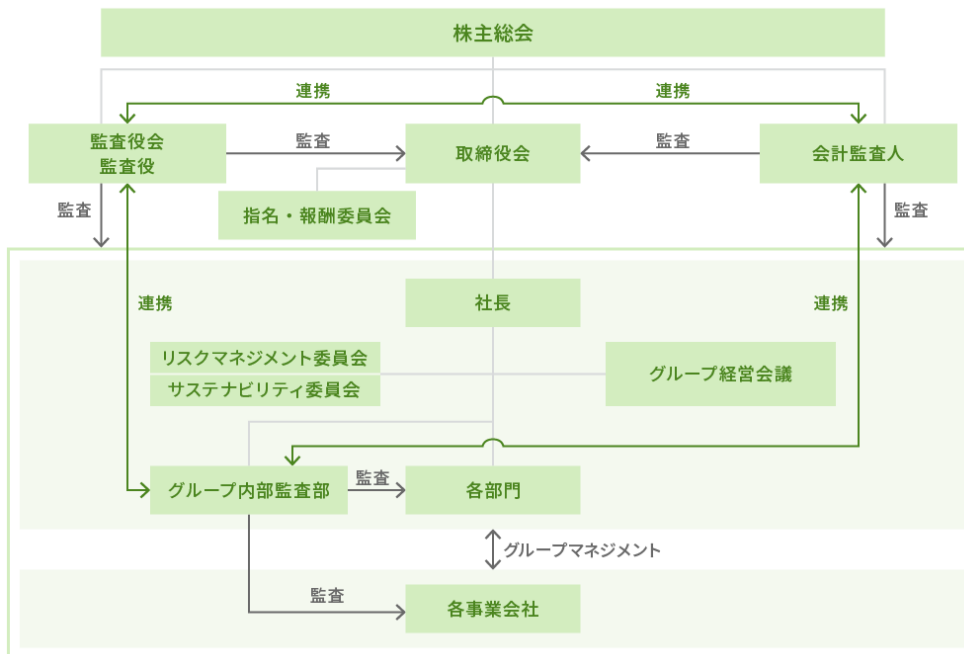 株主総会
連携
連携
監査役会
監査役
監査
取締役会
監査
会計監査人
監査
指名・報酬委員会
監査
社長
連携
連携
リスクマネジメント委員会
サステナビリティ委員会
グループ経営会議
グループ内部監査部
監査
各部門
グループマネジメント
監査
各事業会社